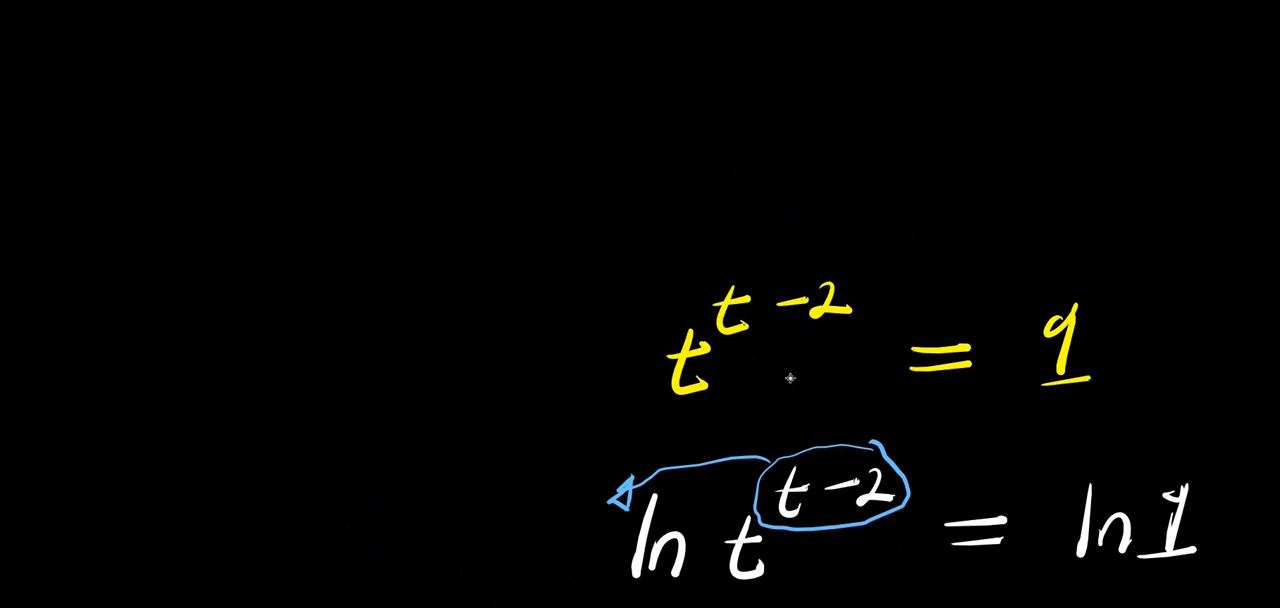 t^{t-2} = 1
ln t^{t-2} = ln 1